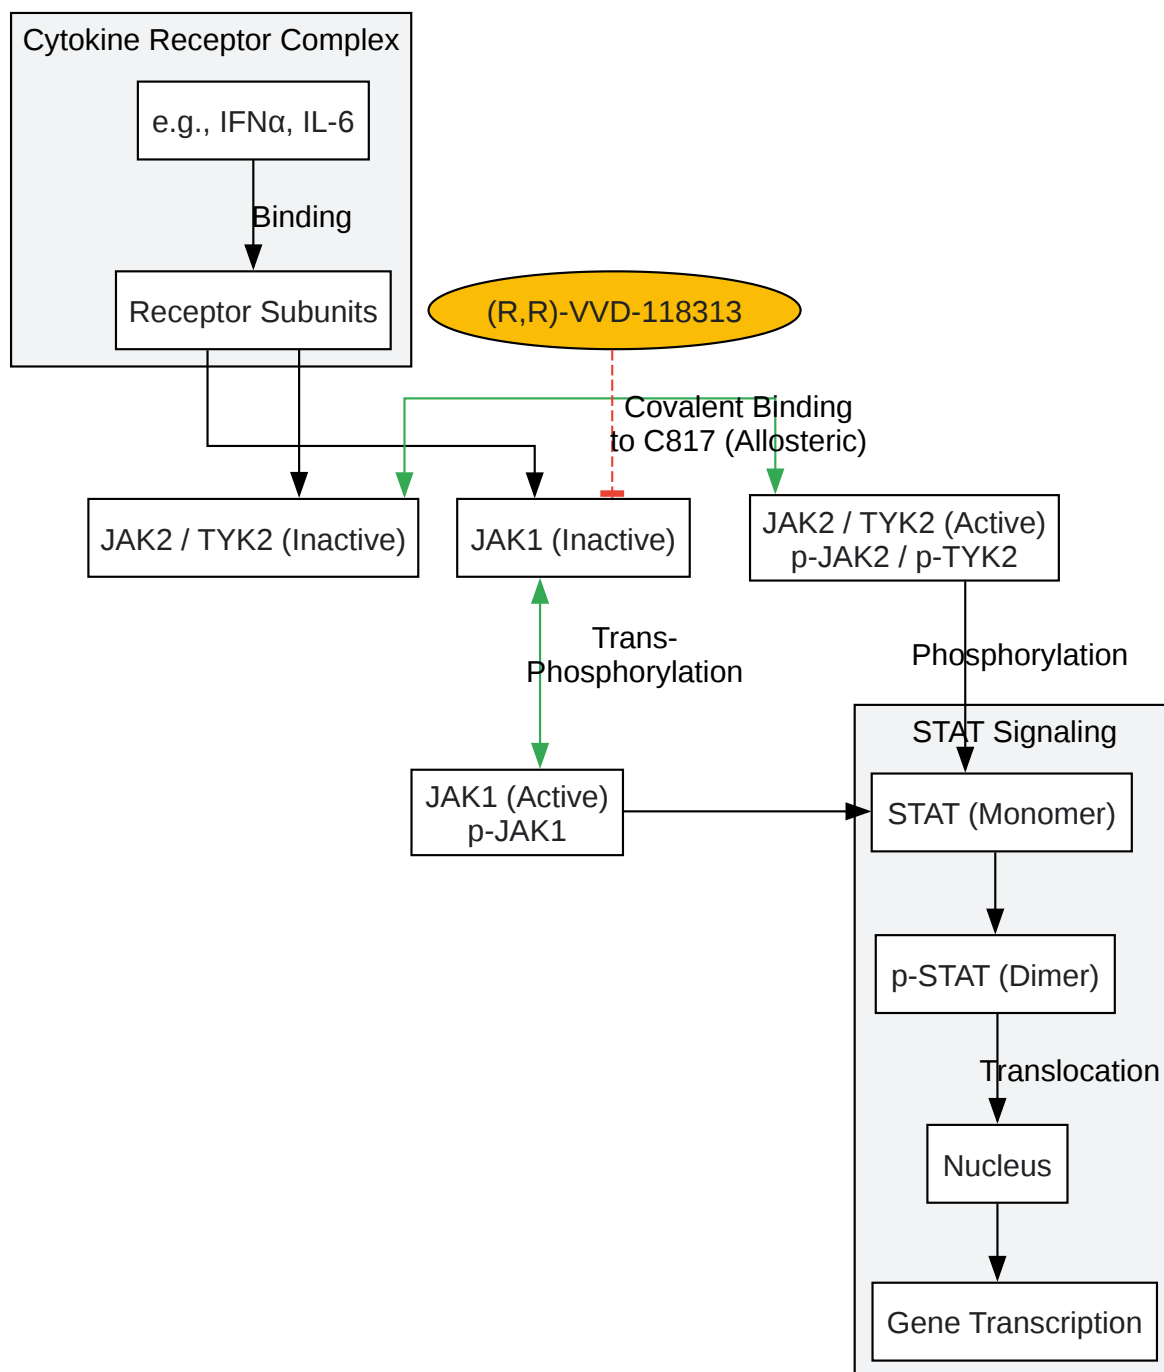 Cytokine Receptor Complex
e.g., IFNα, IL-6
Binding
Receptor Subunits
(R,R)-VVD-118313
Covalent Binding
to C817 (Allosteric)
JAK2 / TYK2 (Inactive)
JAK1 (Inactive)
JAK2 / TYK2 (Active)
p-JAK2 / p-TYK2
Trans-
Phosphorylation
Phosphorylation
STAT Signaling
JAK1 (Active)
p-JAK1
STAT (Monomer)
p-STAT (Dimer)
Translocation
Nucleus
Gene Transcription